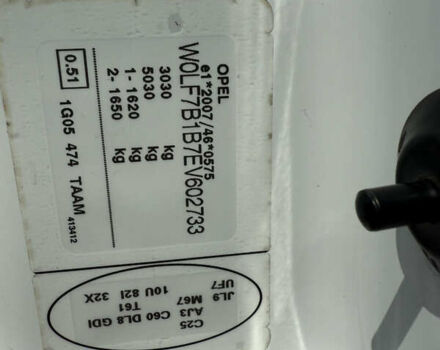 OPEL
e1*2007/46*0575
W0LF7B1B7EV602733
3030 kg
5030 kg
1- 1620 kg
2- 1650 kg
0.51 1G05 474 TAAM 413412
C25
AJ3 C60 DL8 GDI
M67 T61
JL9 10U 82I 32X
UF7